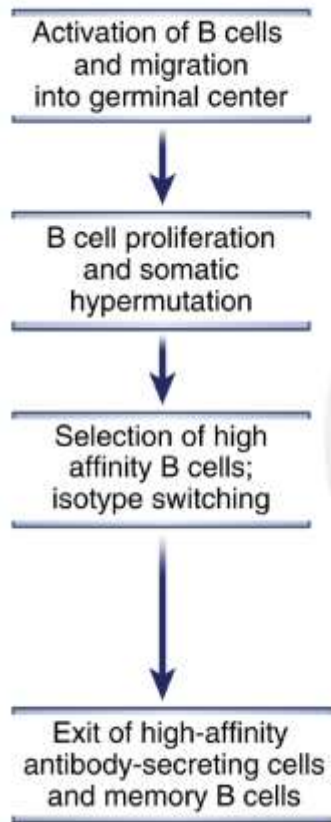 Activation of B cells
and migration
into germinal center
B cell proliferation
and somatic
hypermutation
Selection of high
affinity B cells;
isotype switching
Exit of high-affinity
antibody-secreting cells
and memory B cells